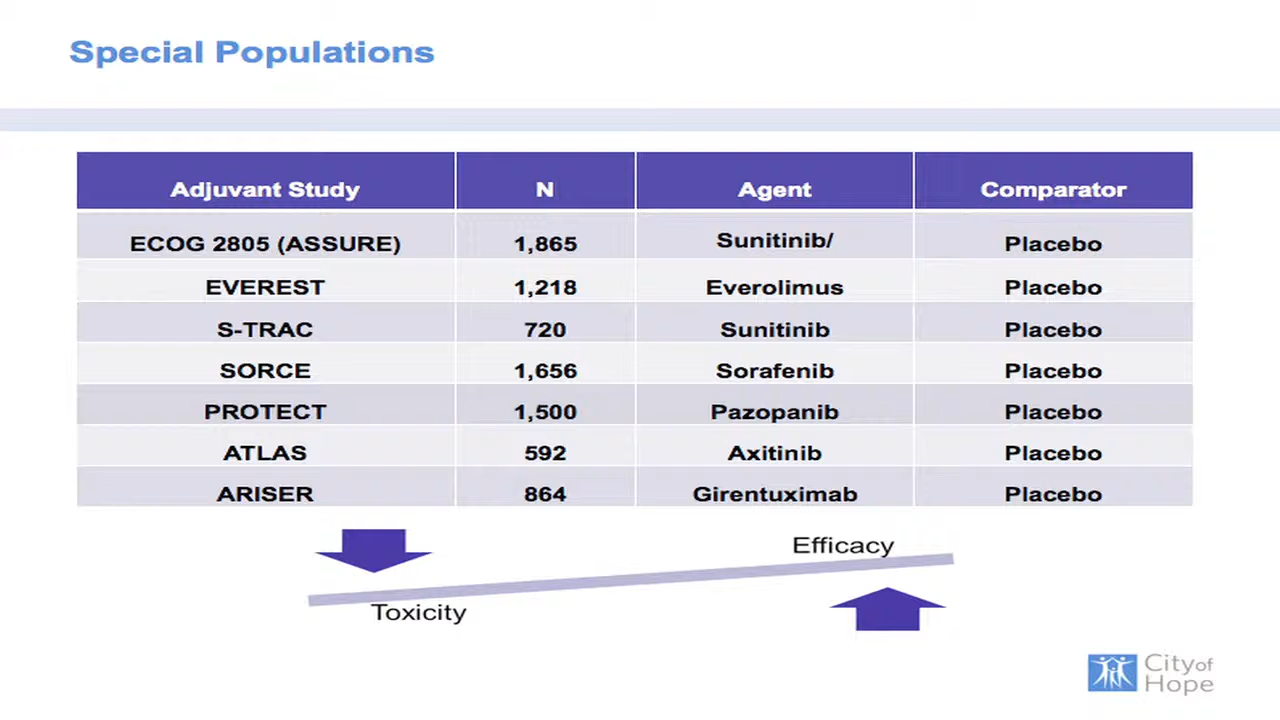 Special Populations
Adjuvant Study N Agent Comparator
ECOG 2805 (ASSURE) 1,865 Sunitinib/ Placebo
EVEREST 1,218 Everolimus Placebo
S-TRAC 720 Sunitinib Placebo
SORCE 1,656 Sorafenib Placebo
PROTECT 1,500 Pazopanib Placebo
ATLAS 592 Axitinib Placebo
ARISER 864 Girentuximab Placebo
Efficacy
Toxicity
City of
Hope